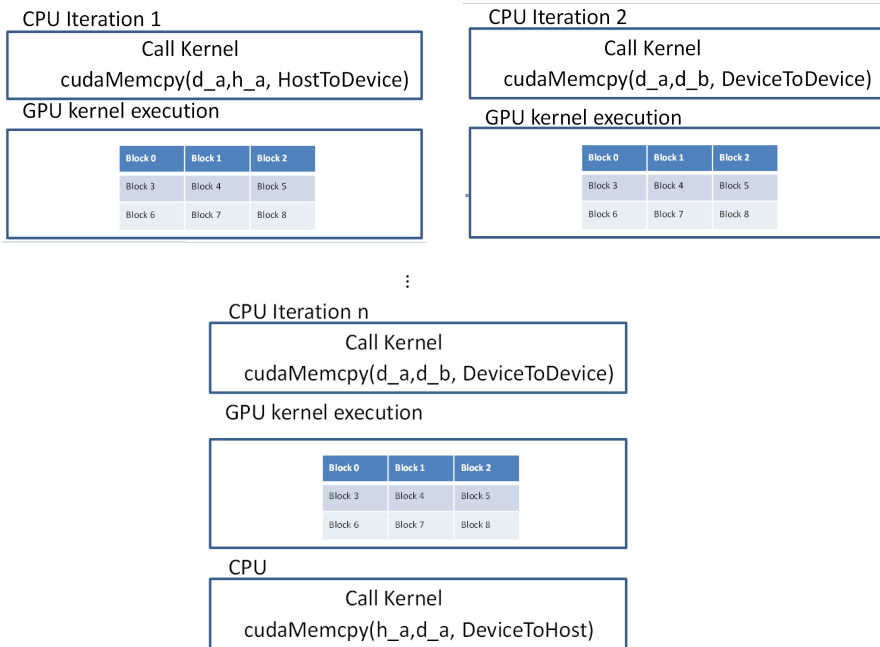 CPU Iteration 1
Call Kernel
cudaMemcpy(d_a,h_a, HostToDevice)
GPU kernel execution
Block 0 Block 1 Block 2
Block 3 Block 4 Block 5
Block 6 Block 7 Block 8
CPU Iteration 2
Call Kernel
cudaMemcpy(d_a,d_b, DeviceToDevice)
GPU kernel execution
Block 0 Block 1 Block 2
Block 3 Block 4 Block 5
Block 6 Block 7 Block 8
⋮
CPU Iteration n
Call Kernel
cudaMemcpy(d_a,d_b, DeviceToDevice)
GPU kernel execution
Block 0 Block 1 Block 2
Block 3 Block 4 Block 5
Block 6 Block 7 Block 8
CPU
Call Kernel
cudaMemcpy(h_a,d_a, DeviceToHost)